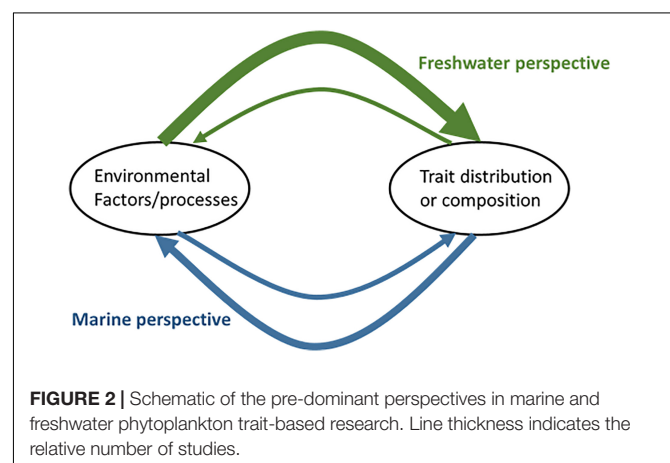 Freshwater perspective
Environmental
Factors/processes
Trait distribution
or composition
Marine perspective
FIGURE 2 | Schematic of the pre-dominant perspectives in marine and
freshwater phytoplankton trait-based research. Line thickness indicates the
relative number of studies.